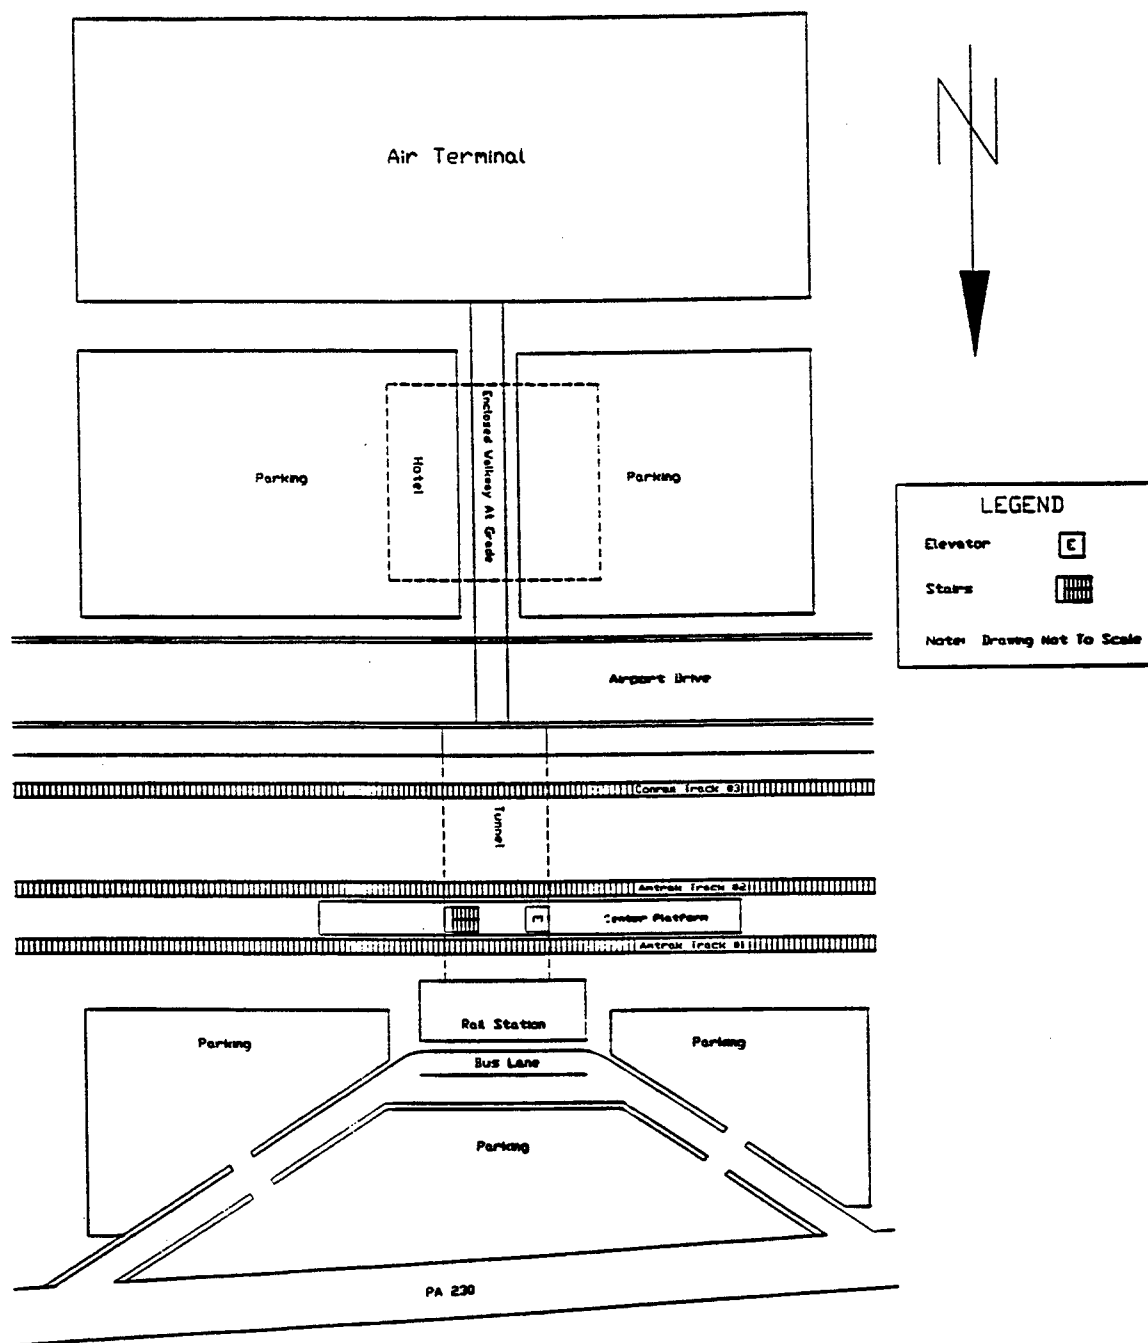 N
Air Terminal
Parking
Hotel
Enclosed Walkway At Grade
Parking
LEGEND
Elevator E
Stairs
Note: Drawing Not To Scale
Airport Drive
Conrail Track #3
Tunnel
Amtrak Track #2
E
Center Platform
Amtrak Track #1
Rail Station
Parking
Parking
Bus Lane
Parking
PA 230